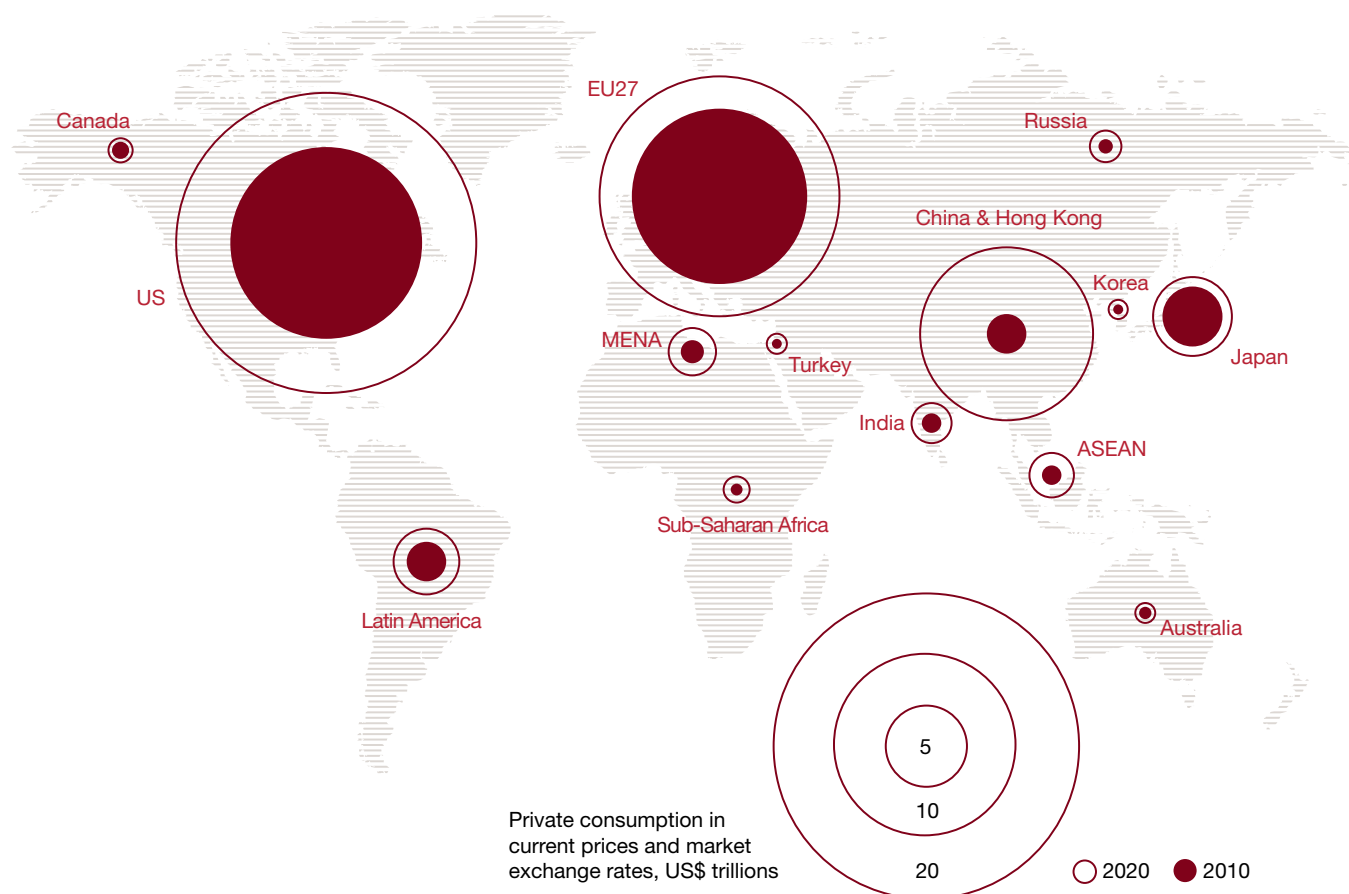 EU27
Canada
Russia
China & Hong Kong
Korea
US
MENA
Turkey
Japan
India
ASEAN
Sub-Saharan Africa
Latin America
Australia
5
10
20
Private consumption in
current prices and market
exchange rates, US$ trillions
2020
2010